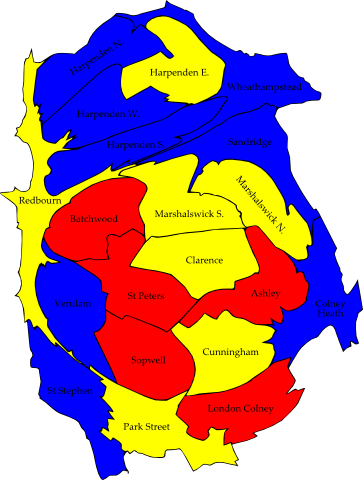 Harpenden N.
Harpenden E.
Wheathampstead
Harpenden W.
Harpenden S.
Sandridge
Redbourn
Marshalswick N.
Batchwood
Marshalswick S.
Clarence
St Peters
Ashley
Verulam
Colney
Heath
Sopwell
Cunningham
St Stephen
London Colney
Park Street